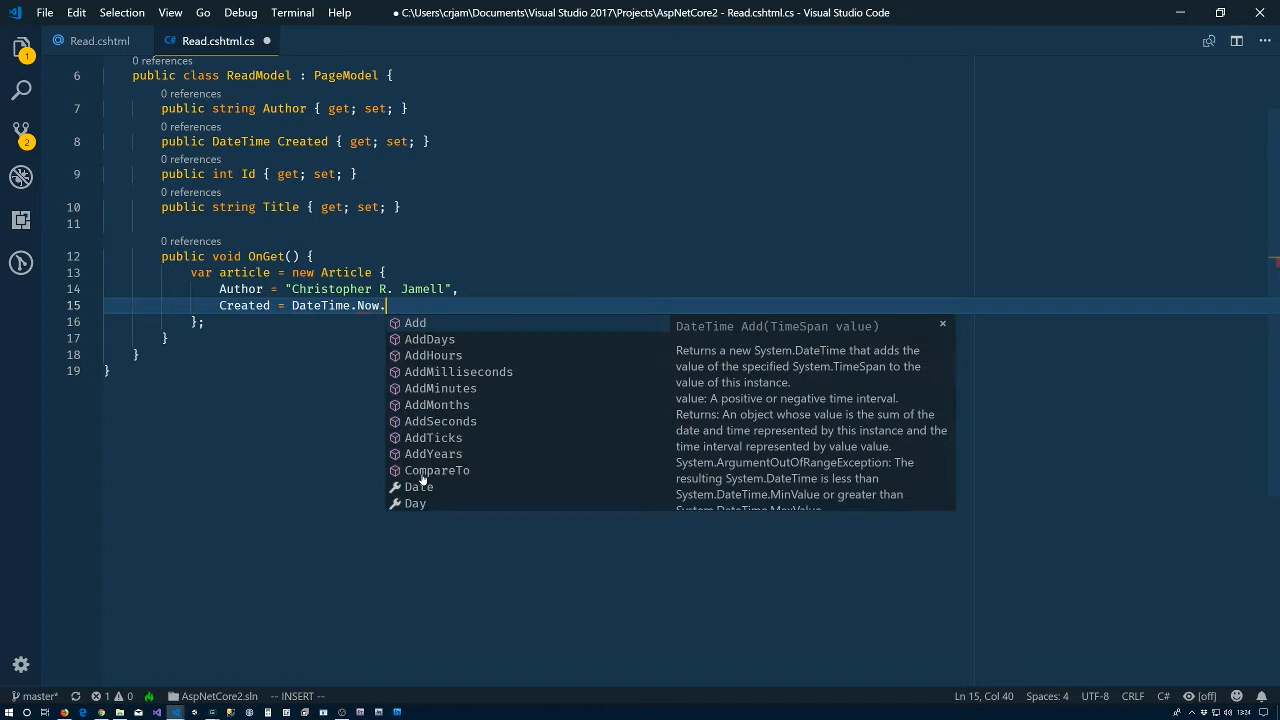 File Edit Selection View Go Debug Terminal Help
● C:\Users\crjam\Documents\Visual Studio 2017\Projects\AspNetCore2 - Read.cshtml.cs - Visual Studio Code
Read.cshtml
C# Read.cshtml.cs ●
0 references
6 public class ReadModel : PageModel {
0 references
7 public string Author { get; set; }
0 references
8 public DateTime Created { get; set; }
0 references
9 public int Id { get; set; }
0 references
10 public string Title { get; set; }
11
0 references
12 public void OnGet() {
13 var article = new Article {
14 Author = "Christopher R. Jamell",
15 Created = DateTime.Now.
16 };
17 }
18 }
19 }
Add
AddDays
AddHours
AddMilliseconds
AddMinutes
AddMonths
AddSeconds
AddTicks
AddYears
CompareTo
Date
Day
DateTime Add(TimeSpan value)
Returns a new System.DateTime that adds the
value of the specified System.TimeSpan to the
value of this instance.
value: A positive or negative time interval.
Returns: An object whose value is the sum of the
date and time represented by this instance and the
time interval represented by value value.
System.ArgumentOutOfRangeException: The
resulting System.DateTime is less than
System.DateTime.MinValue or greater than
System.DateTime.MaxValue.
1
2
master* 1 0 AspNetCore2.sln -- INSERT --
Ln 15, Col 40 Spaces: 4 UTF-8 CRLF C# [off]
13:24